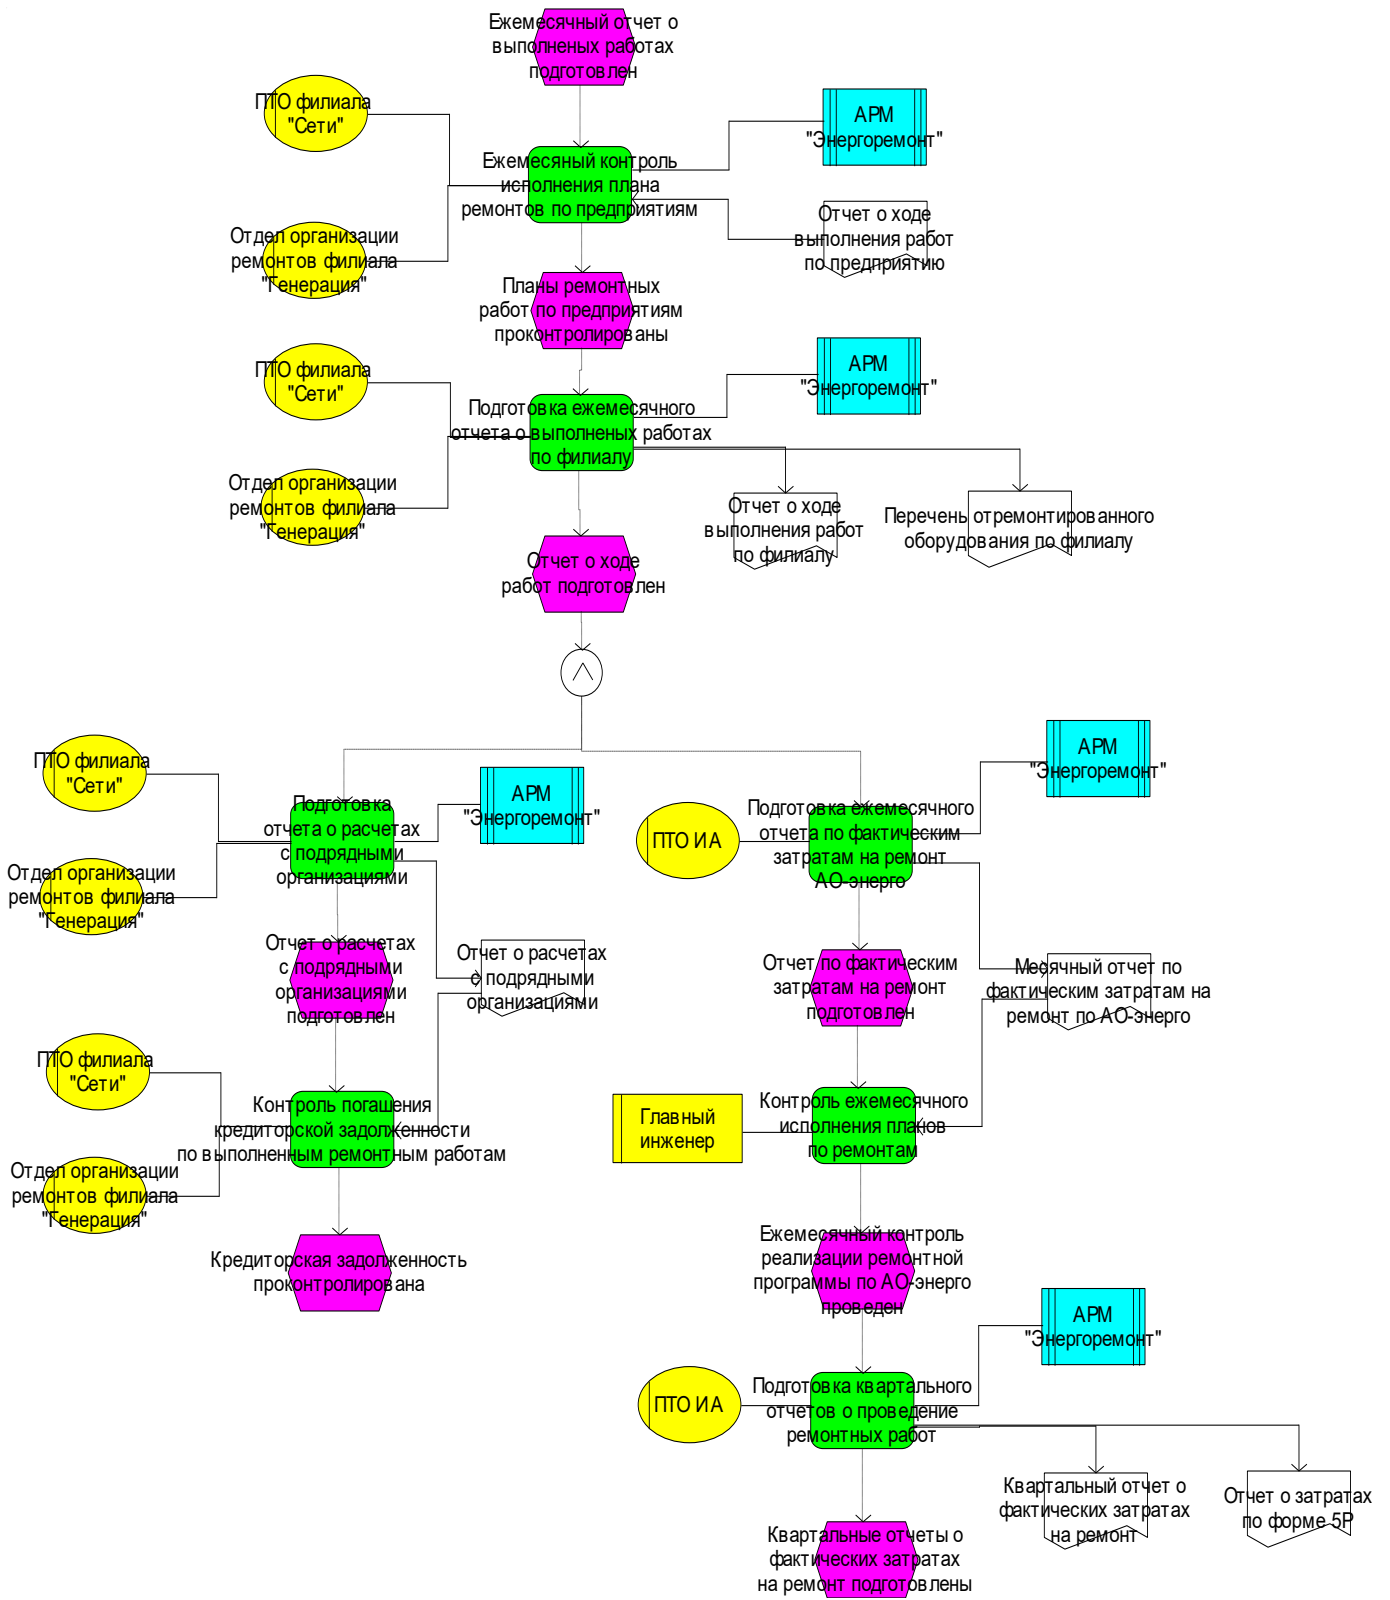 Ежемесячный отчет о
выполненых работах
подготовлен
ПТО филиала
"Сети"
АРМ
"Энергоремонт"
Ежемесяный контроль
исполнения плана
ремонтов по предприятиям
Отчет о ходе
выполнения работ
по предприятию
Отдел организации
ремонтов филиала
"Генерация"
Планы ремонтных
работ по предприятиям
проконтролированы
ПТО филиала
"Сети"
АРМ
"Энергоремонт"
Подготовка ежемесячного
отчета о выполненых работах
по филиалу
Отдел организации
ремонтов филиала
"Генерация"
Отчет о ходе
выполнения работ
по филиалу
Перечень отремонтированного
оборудования по филиалу
Отчет о ходе
работ подготовлен
ПТО филиала
"Сети"
АРМ
"Энергоремонт"
Подготовка
отчета о расчетах
с подрядными
организациями
Отдел организации
ремонтов филиала
"Генерация"
Отчет о расчетах
с подрядными
организациями
подготовлен
Отчет о расчетах
с подрядными
организациями
ПТО филиала
"Сети"
Контроль погашения
кредиторской задолженности
по выполненным ремонтным работам
Отдел организации
ремонтов филиала
"Генерация"
Кредиторская задолженность
проконтролирована
АРМ
"Энергоремонт"
ПТО ИА
Подготовка ежемесячного
отчета по фактическим
затратам на ремонт
АО-энерго
Отчет по фактическим
затратам на ремонт
подготовлен
Месячный отчет по
фактическим затратам на
ремонт по АО-энерго
Главный
инженер
Контроль ежемесячного
исполнения планов
по ремонтам
Ежемесячный контроль
реализации ремонтной
программы по АО-энерго
проведен
АРМ
"Энергоремонт"
ПТО ИА
Подготовка квартального
отчетов о проведение
ремонтных работ
Квартальный отчет о
фактических затратах
на ремонт
Отчет о затратах
по форме 5Р
Квартальные отчеты о
фактических затратах
на ремонт подготовлены